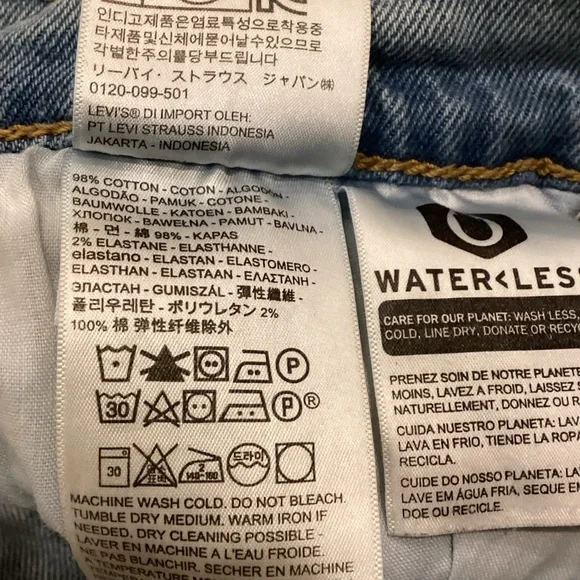 인디고제품은염료특성으로착용중
타제품및신체에묻어날수있으므로
각별한주의를당부드립니다
リーバイ・ストラウス ジャパン㈱
0120-099-501
LEVI'S® DI IMPORT OLEH:
PT LEVI STRAUSS INDONESIA
JAKARTA - INDONESIA
98% COTTON - COTON - ALGODON -
ALGODÃO - PAMUK - COTONE -
BAUMWOLLE - KATOEN - BAMBAKI -
ХЛОПОК - BAWEŁNA - PAMUT - BAVLNA -
棉 - 면 - 綿 98% - KAPAS
2% ELASTANE - ELASTHANNE -
elastano - ELASTAN - ELASTOMERO -
ELASTHAN - ELASTAAN - ΕΛΑΣΤΑΝΗ -
ЭЛАСТАН - GUMISZÁL - 彈性纖維 -
폴리우레탄 - ポリウレタン 2%
100% 棉 弹性纤维除外
P
30 P®
30 2 140-160 드라이
MACHINE WASH COLD. DO NOT BLEACH.
TUMBLE DRY MEDIUM. WARM IRON IF
NEEDED. DRY CLEANING POSSIBLE -
LAVER EN MACHINE A L'EAU FROIDE.
NE PAS BLANCHIR. SECHER EN MACHINE
WATER<LESS
CARE FOR OUR PLANET: WASH LESS,
COLD, LINE DRY, DONATE OR RECYC
PRENEZ SOIN DE NOTRE PLANETE
MOINS, LAVEZ A FROID, LAISSEZ S
NATURELLEMENT, DONNEZ OU R
CUIDA NUESTRO PLANETA: LAVA
LAVA EN FRIO, TIENDE LA ROPA
RECICLA.
CUIDE DO NOSSO PLANETA: LA
LAVE EM ÁGUA FRIA, SEQUE EM
DOE OU RECICLE.